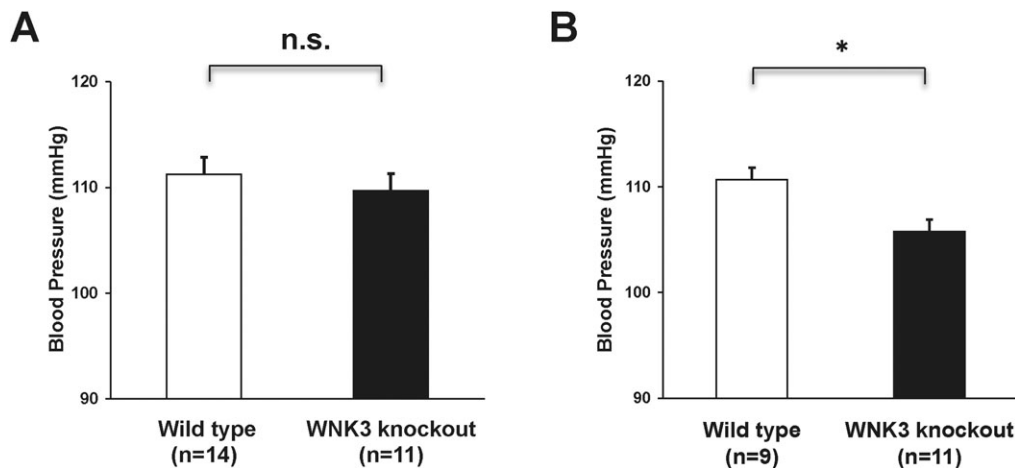 A
n.s.
120
110
100
90
Blood Pressure (mmHg)
Wild type
(n=14)
WNK3 knockout
(n=11)
B
*
120
110
100
90
Blood Pressure (mmHg)
Wild type
(n=9)
WNK3 knockout
(n=11)